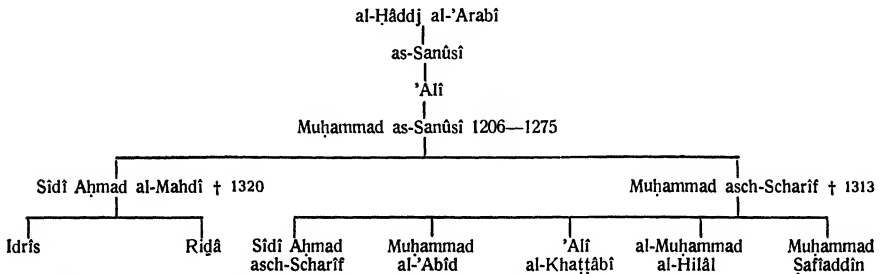 al-Ḥâddj al-’Arabî
as-Sanûsî
’Alî
Muḥammad as-Sanûsî 1206—1275
Sîdî Aḥmad al-Mahdî † 1320 Muḥammad asch-Scharîf † 1313
Idrîs Riḍâ Sîdî Aḥmad Muḥammad ’Alî al-Muḥammad Muḥammad
asch-Scharîf al-’Abîd al-Khaṭṭâbî al-Hilâl Ṣafîaddîn